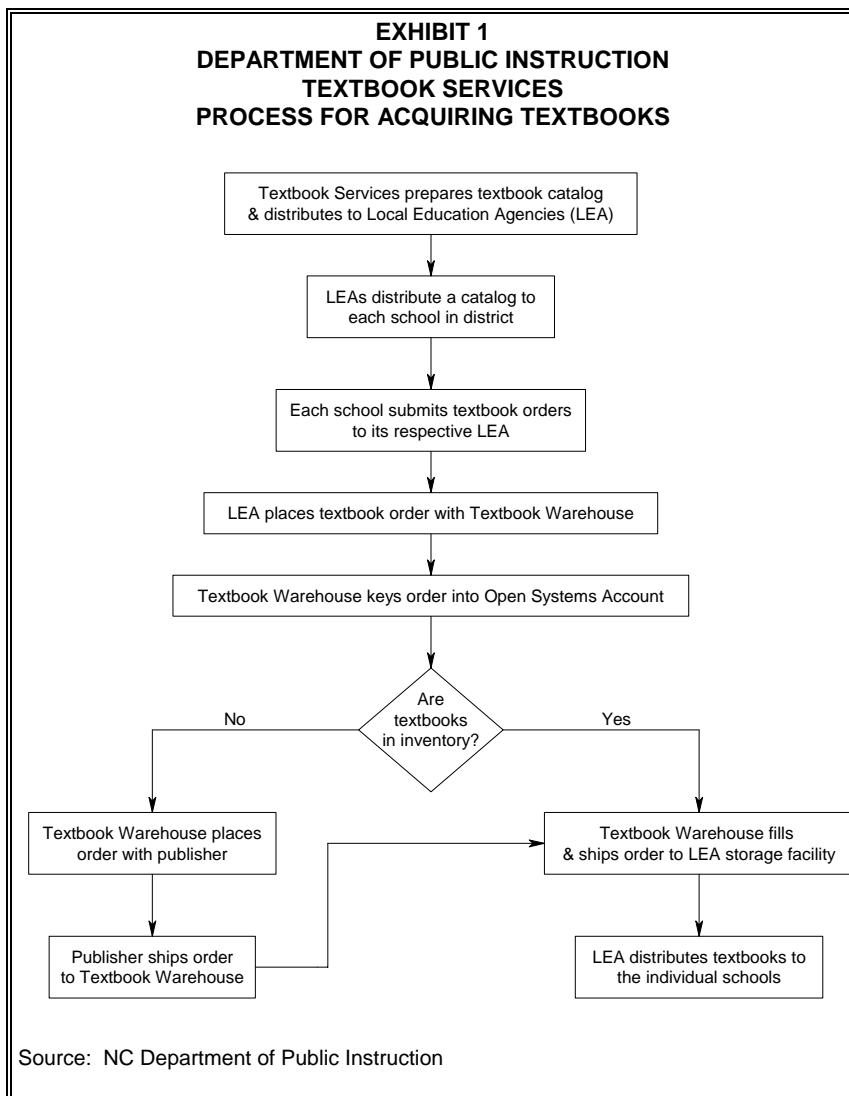 EXHIBIT 1
DEPARTMENT OF PUBLIC INSTRUCTION
TEXTBOOK SERVICES
PROCESS FOR ACQUIRING TEXTBOOKS
Textbook Services prepares textbook catalog
& distributes to Local Education Agencies (LEA)
LEAs distribute a catalog to
each school in district
Each school submits textbook orders
to its respective LEA
LEA places textbook order with Textbook Warehouse
Textbook Warehouse keys order into Open Systems Account
Are
textbooks
in inventory?
No
Yes
Textbook Warehouse places
order with publisher
Textbook Warehouse fills
& ships order to LEA storage facility
Publisher ships order
to Textbook Warehouse
LEA distributes textbooks to
the individual schools
Source: NC Department of Public Instruction